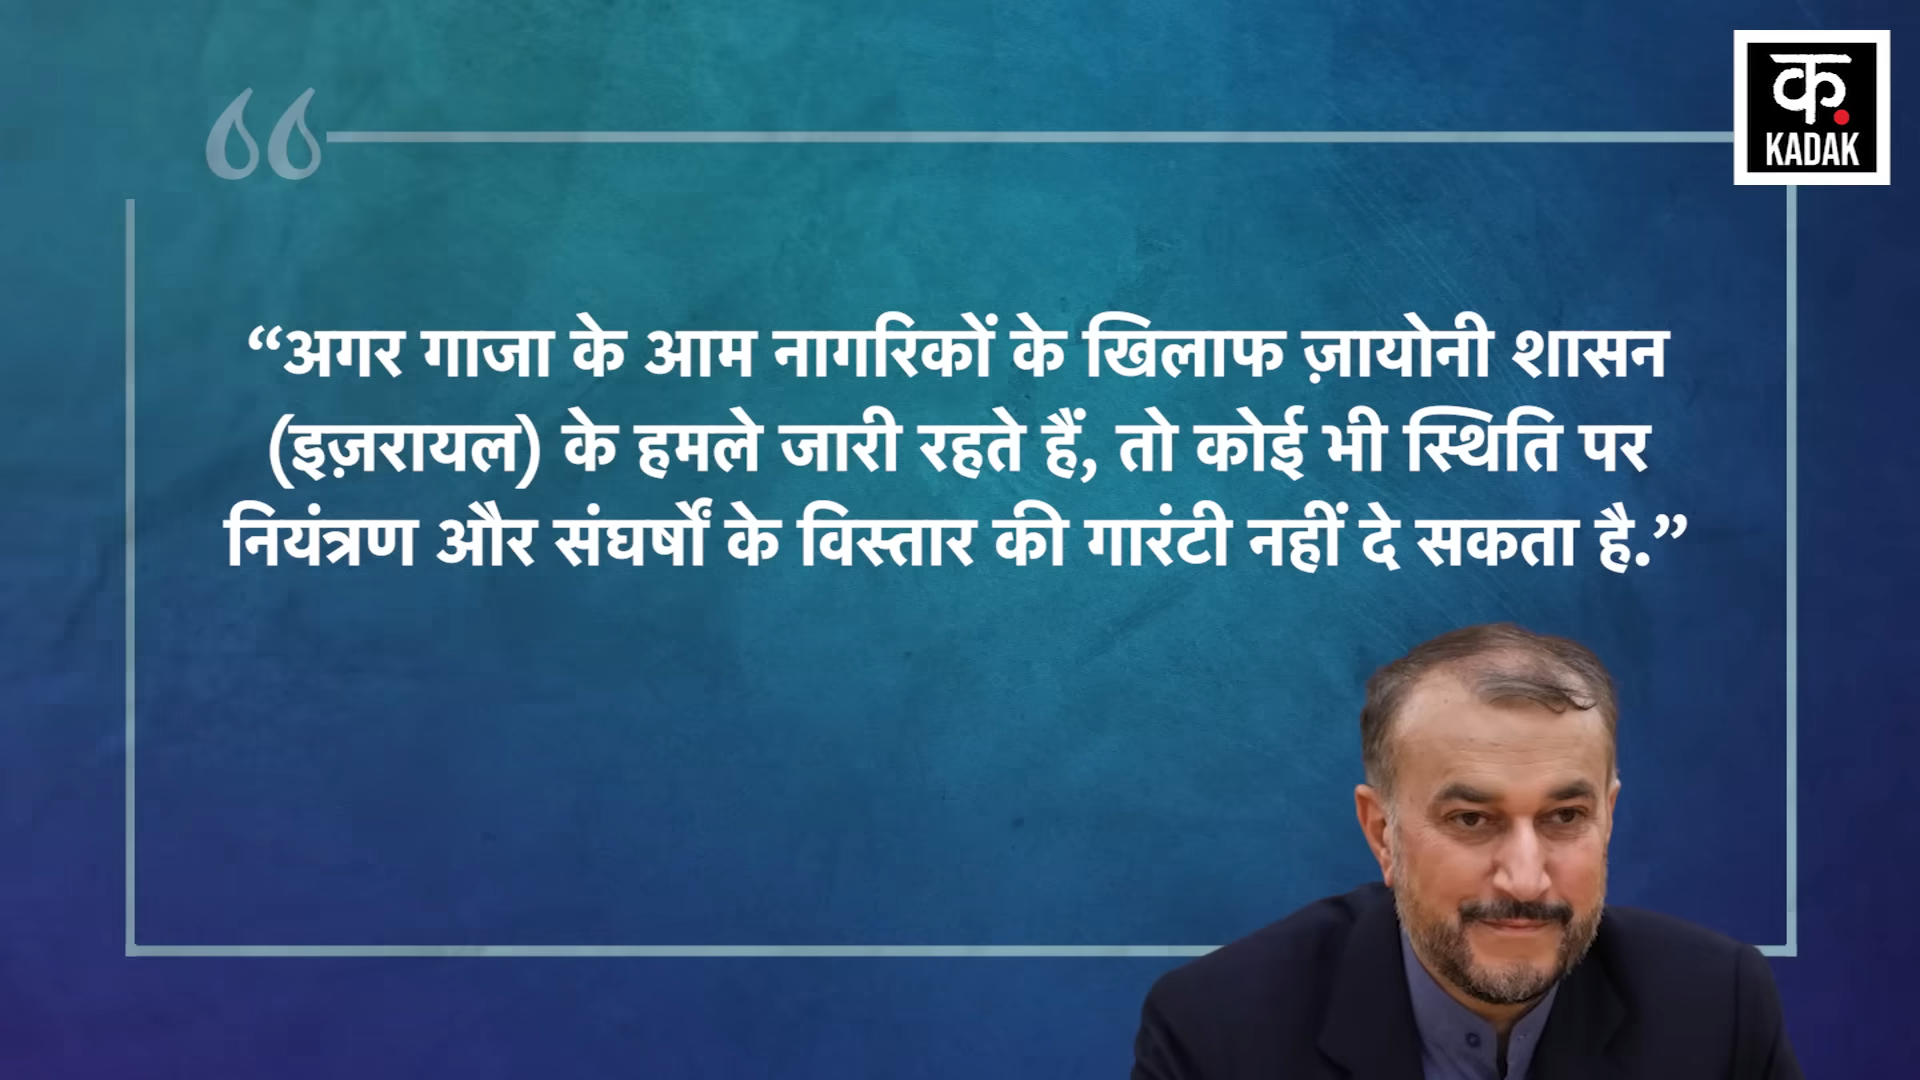 क.
KADAK
“अगर गाजा के आम नागरिकों के खिलाफ ज़ायोनी शासन
(इज़रायल) के हमले जारी रहते हैं, तो कोई भी स्थिति पर
नियंत्रण और संघर्षों के विस्तार की गारंटी नहीं दे सकता है.”